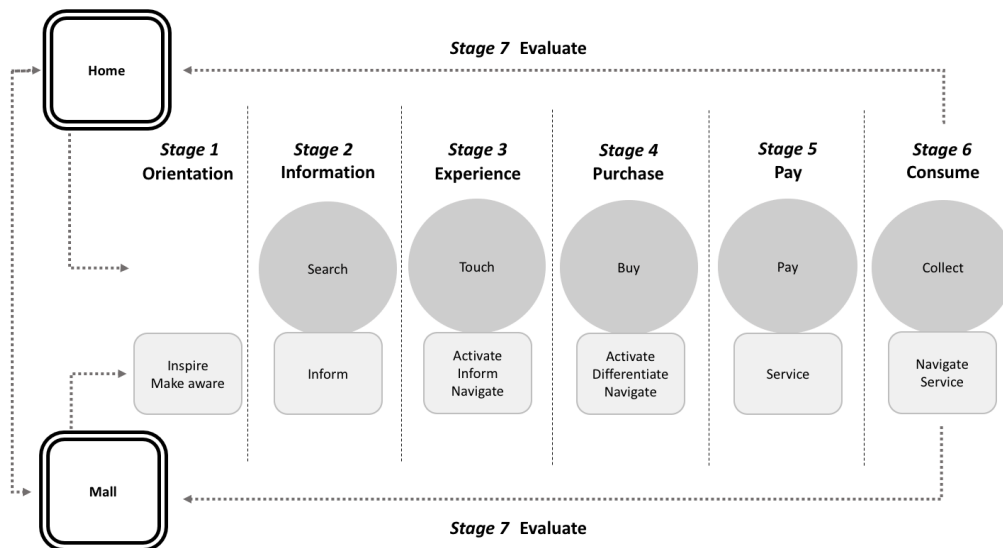 Stage 7 Evaluate
Home
Stage 1
Orientation
Stage 2
Information
Stage 3
Experience
Stage 4
Purchase
Stage 5
Pay
Stage 6
Consume
Search
Touch
Buy
Pay
Collect
Inspire
Make aware
Inform
Activate
Inform
Navigate
Activate
Differentiate
Navigate
Service
Navigate
Service
Mall
Stage 7 Evaluate